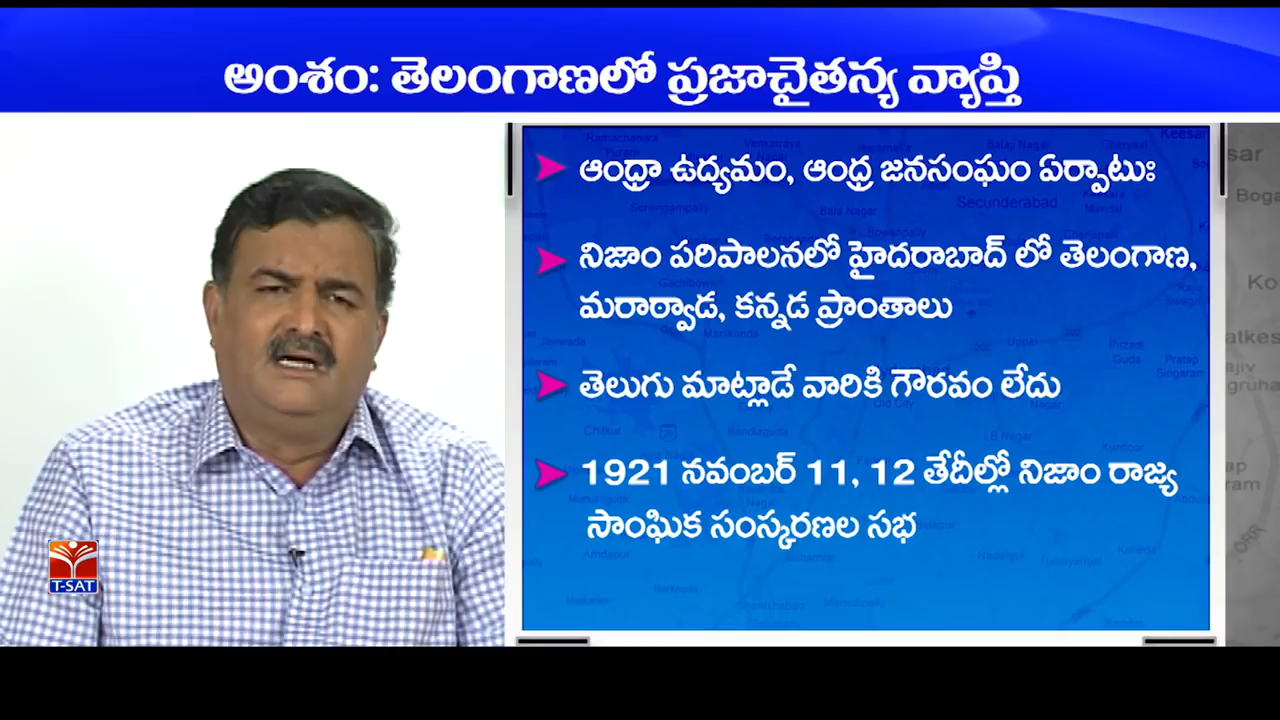 అంశం: తెలంగాణలో ప్రజాచైతన్య వ్యాప్తి
ఆంధ్రా ఉద్యమం, ఆంధ్ర జనసంఘం ఏర్పాటుః
నిజాం పరిపాలనలో హైదరాబాద్ లో తెలంగాణ,
మరాఠ్వాడ, కన్నడ ప్రాంతాలు
తెలుగు మాట్లాడే వారికి గౌరవం లేదు
1921 నవంబర్ 11, 12 తేదీల్లో నిజాం రాజ్య
సాంఘిక సంస్కరణల సభ
T-SAT
Secunderabad